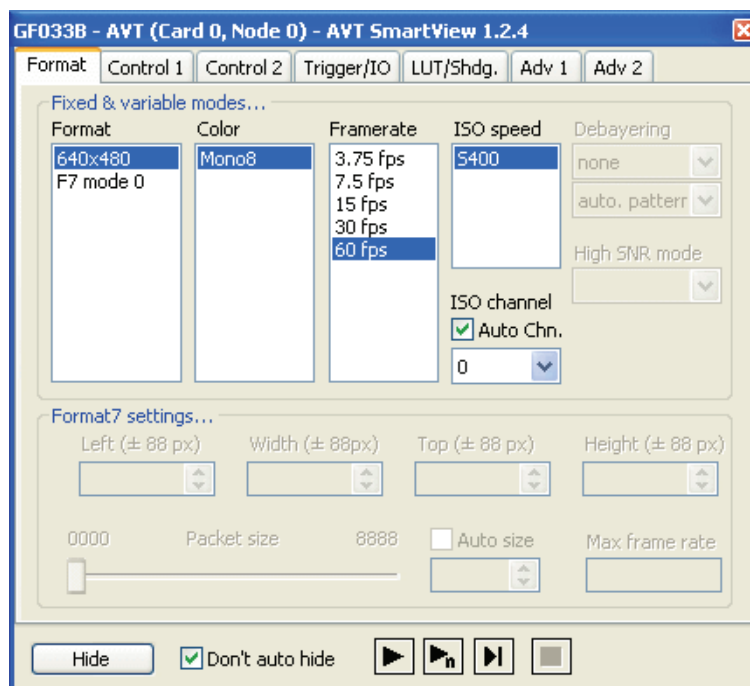 GF033B - AVT (Card 0, Node 0) - AVT SmartView 1.2.4
Format Control 1 Control 2 Trigger/IO LUT/Shdg. Adv 1 Adv 2
Fixed & variable modes...
Format Color Framerate ISO speed Debayering
640x480 Mono8 3.75 fps S400 none
F7 mode 0 7.5 fps
15 fps auto. pattern
30 fps
60 fps High SNR mode
ISO channel
Auto Chn.
0
Format7 settings...
Left (± 88 px) Width (± 88px) Top (± 88 px) Height (± 88 px)
0000 Packet size 8888 Auto size Max frame rate
Hide Don't auto hide n